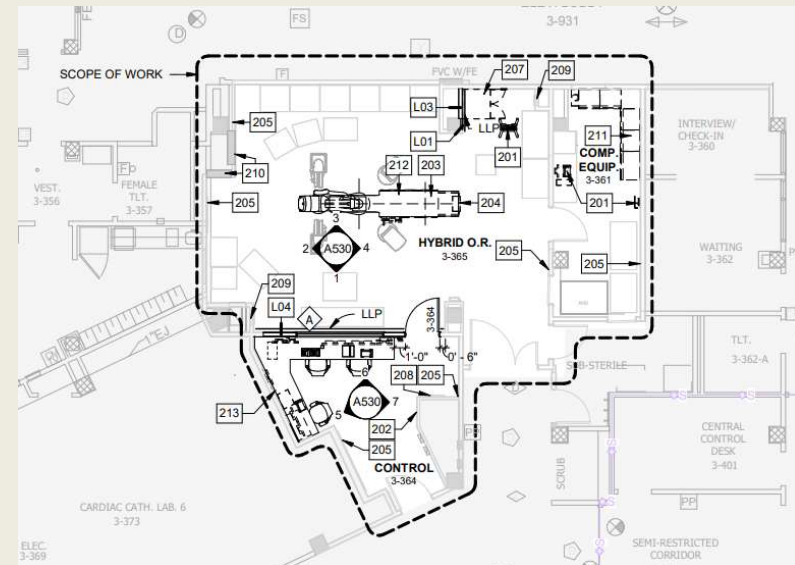 3-931
FS
D
SCOPE OF WORK
F
FVC W/FE
207
209
205
L03
LLP
L01
201
211
COMP.
EQUIP.
3-361
INTERVIEW/
CHECK-IN
3-360
210
212
203
VEST.
3-356
FEMALE
TLT.
3-357
205
204
201
3
2
A530
4
1
HYBRID O.R.
3-365
205
205
WAITING
3-362
209
L04
A
LLP
3-364
EJ
1'-0"
0' - 6"
208
205
SUB-STERILE
TLT.
3-362-A
6
213
5
A530
7
202
205
CONTROL
3-364
S
S
SCRUB
CENTRAL
CONTROL
DESK
3-401
S
S
PP
CARDIAC CATH. LAB. 6
3-373
ELEC.
3-369
S
SEMI-RESTRICTED
CORRIDOR